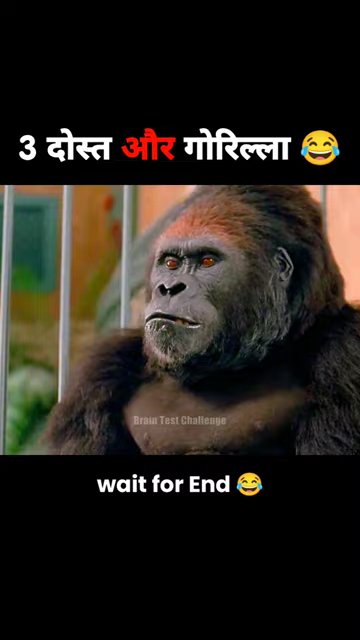 3 दोस्त और गोरिल्ला 😂
Brain Test Challenge
wait for End 😂